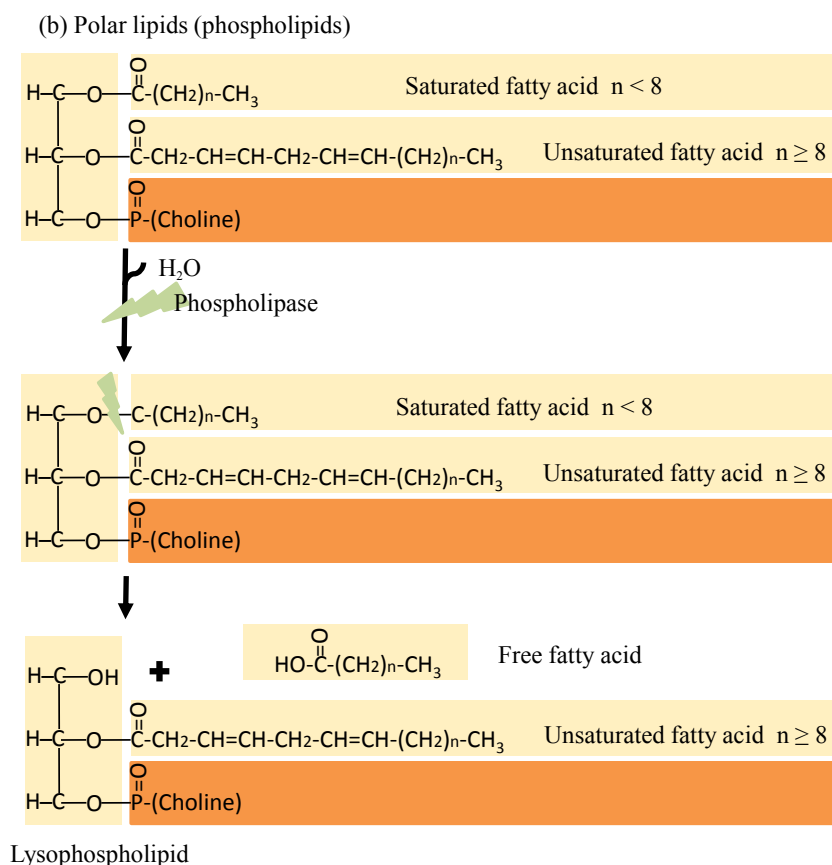 (b) Polar lipids (phospholipids)
O
H–C–O–C-(CH2)n-CH3 Saturated fatty acid n < 8
O
H–C–O–C-CH2-CH=CH-CH2-CH=CH-(CH2)n-CH3 Unsaturated fatty acid n ≥ 8
O
H–C–O–P-(Choline)
H2O
Phospholipase
H–C–O–C-(CH2)n-CH3 Saturated fatty acid n < 8
O
H–C–O–C-CH2-CH=CH-CH2-CH=CH-(CH2)n-CH3 Unsaturated fatty acid n ≥ 8
O
H–C–O–P-(Choline)
O
HO-C-(CH2)n-CH3 Free fatty acid
H–C–OH +
O
H–C–O–C-CH2-CH=CH-CH2-CH=CH-(CH2)n-CH3 Unsaturated fatty acid n ≥ 8
O
H–C–O–P-(Choline)
Lysophospholipid